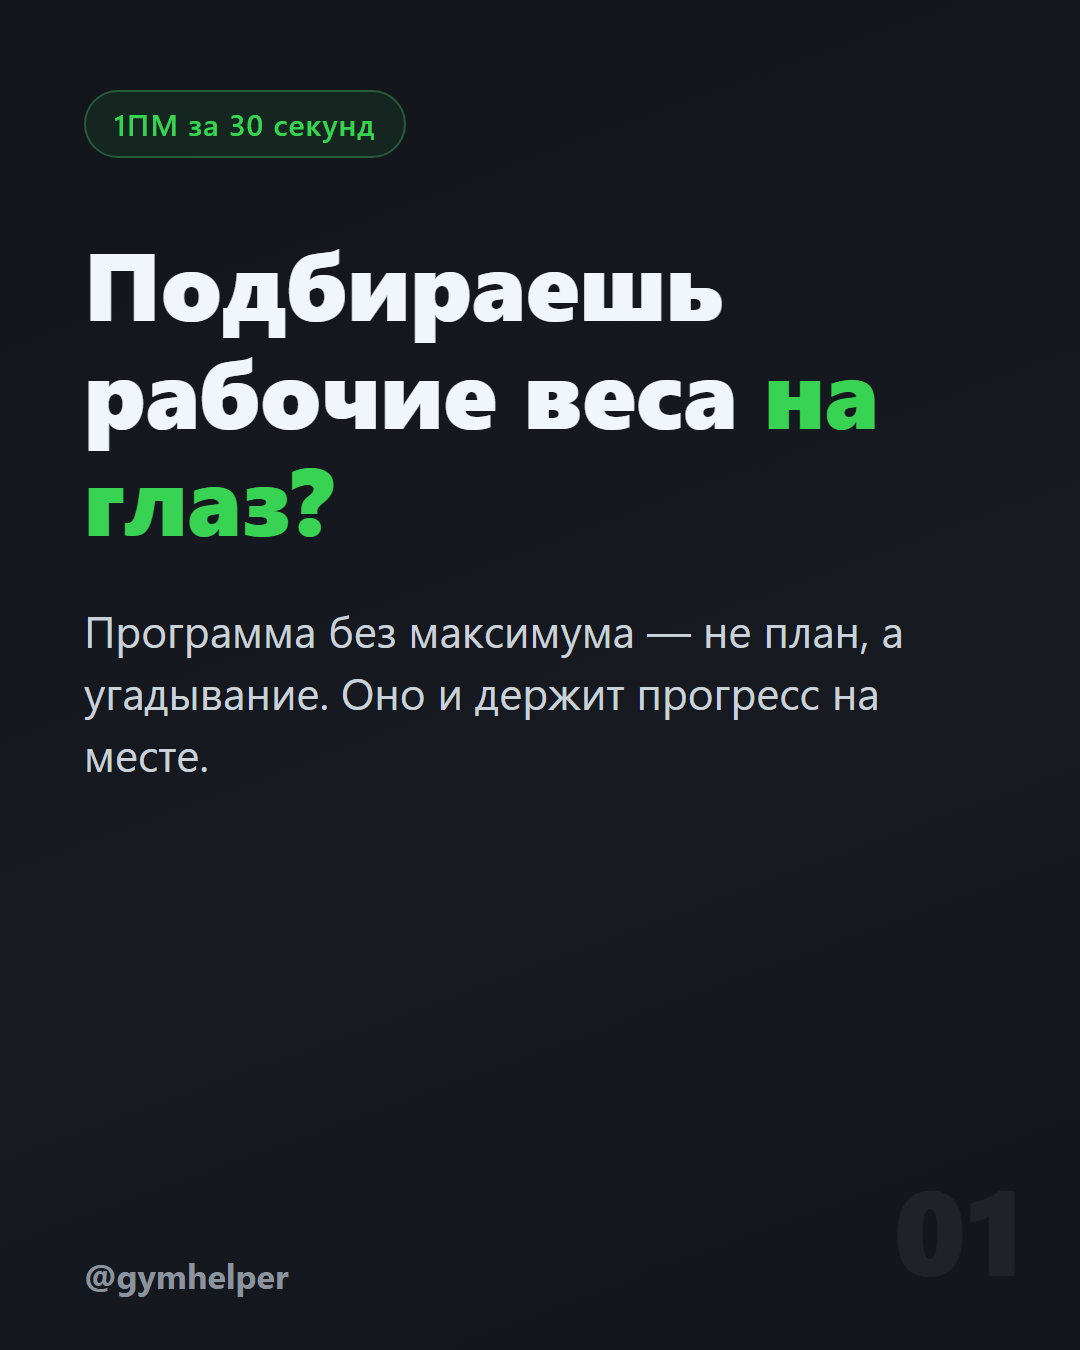 1ПМ за 30 секунд
Подбираешь
рабочие веса на
глаз?
Программа без максимума — не план, а
угадывание. Оно и держит прогресс на
месте.
01
@gymhelper